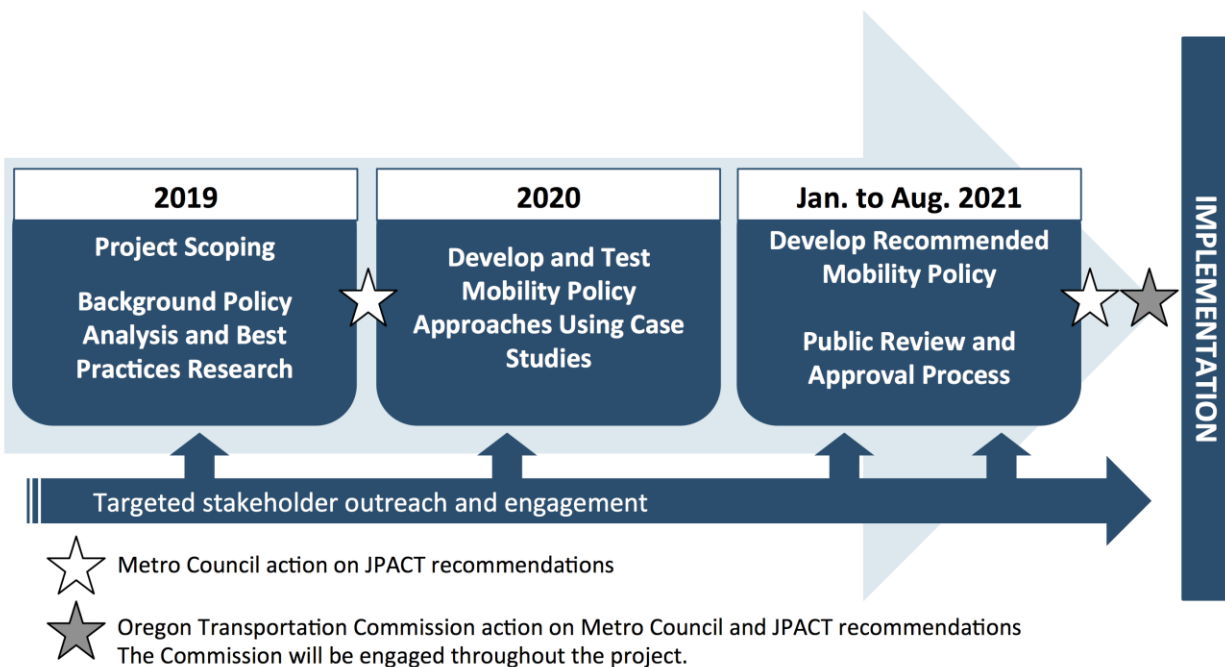 2019
Project Scoping
Background Policy
Analysis and Best
Practices Research
2020
Develop and Test
Mobility Policy
Approaches Using Case
Studies
Jan. to Aug. 2021
Develop Recommended
Mobility Policy
Public Review and
Approval Process
IMPLEMENTATION
Targeted stakeholder outreach and engagement
Metro Council action on JPACT recommendations
Oregon Transportation Commission action on Metro Council and JPACT recommendations
The Commission will be engaged throughout the project.